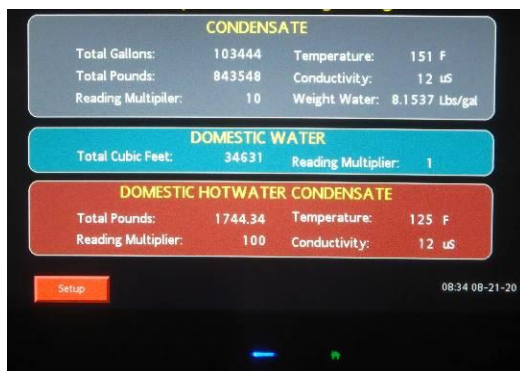 CONDENSATE
Total Gallons: 103444 Temperature: 151 F
Total Pounds: 843548 Conductivity: 12 uS
Reading Multipiler: 10 Weight Water: 8.1537 Lbs/gal
DOMESTIC WATER
Total Cubic Feet: 34631 Reading Multiplier: 1
DOMESTIC HOTWATER CONDENSATE
Total Pounds: 1744.34 Temperature: 125 F
Reading Multiplier: 100 Conductivity: 12 uS
Setup 08:34 08-21-20